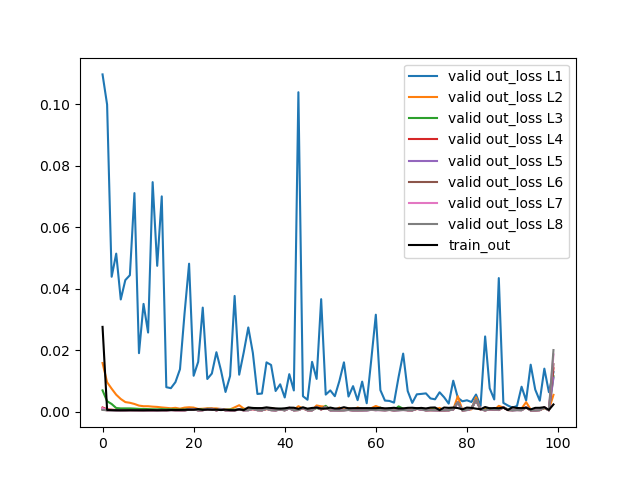 valid out_loss L1
valid out_loss L2
valid out_loss L3
valid out_loss L4
valid out_loss L5
valid out_loss L6
valid out_loss L7
valid out_loss L8
train_out
0.10
0.08
0.06
0.04
0.02
0.00
0 20 40 60 80 100